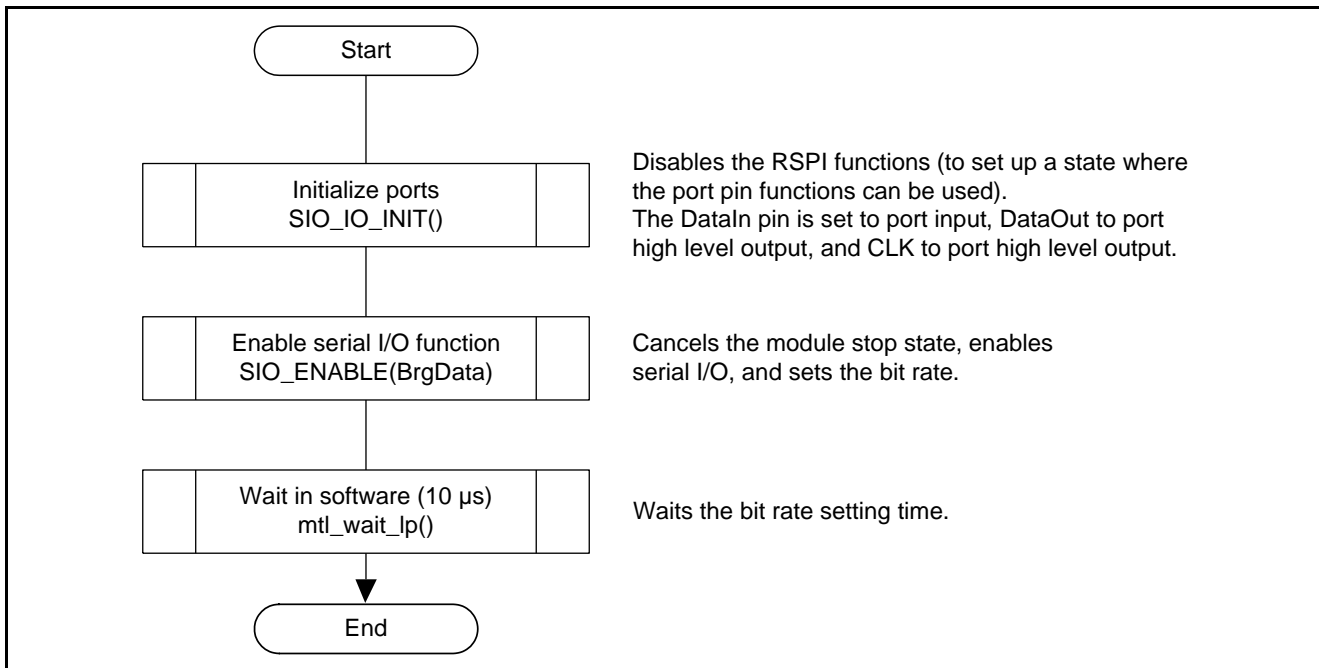 Start
Initialize ports
SIO_IO_INIT()
Disables the RSPI functions (to set up a state where
the port pin functions can be used).
The DataIn pin is set to port input, DataOut to port
high level output, and CLK to port high level output.
Enable serial I/O function
SIO_ENABLE(BrgData)
Cancels the module stop state, enables
serial I/O, and sets the bit rate.
Wait in software (10 μs)
mtl_wait_lp()
Waits the bit rate setting time.
End